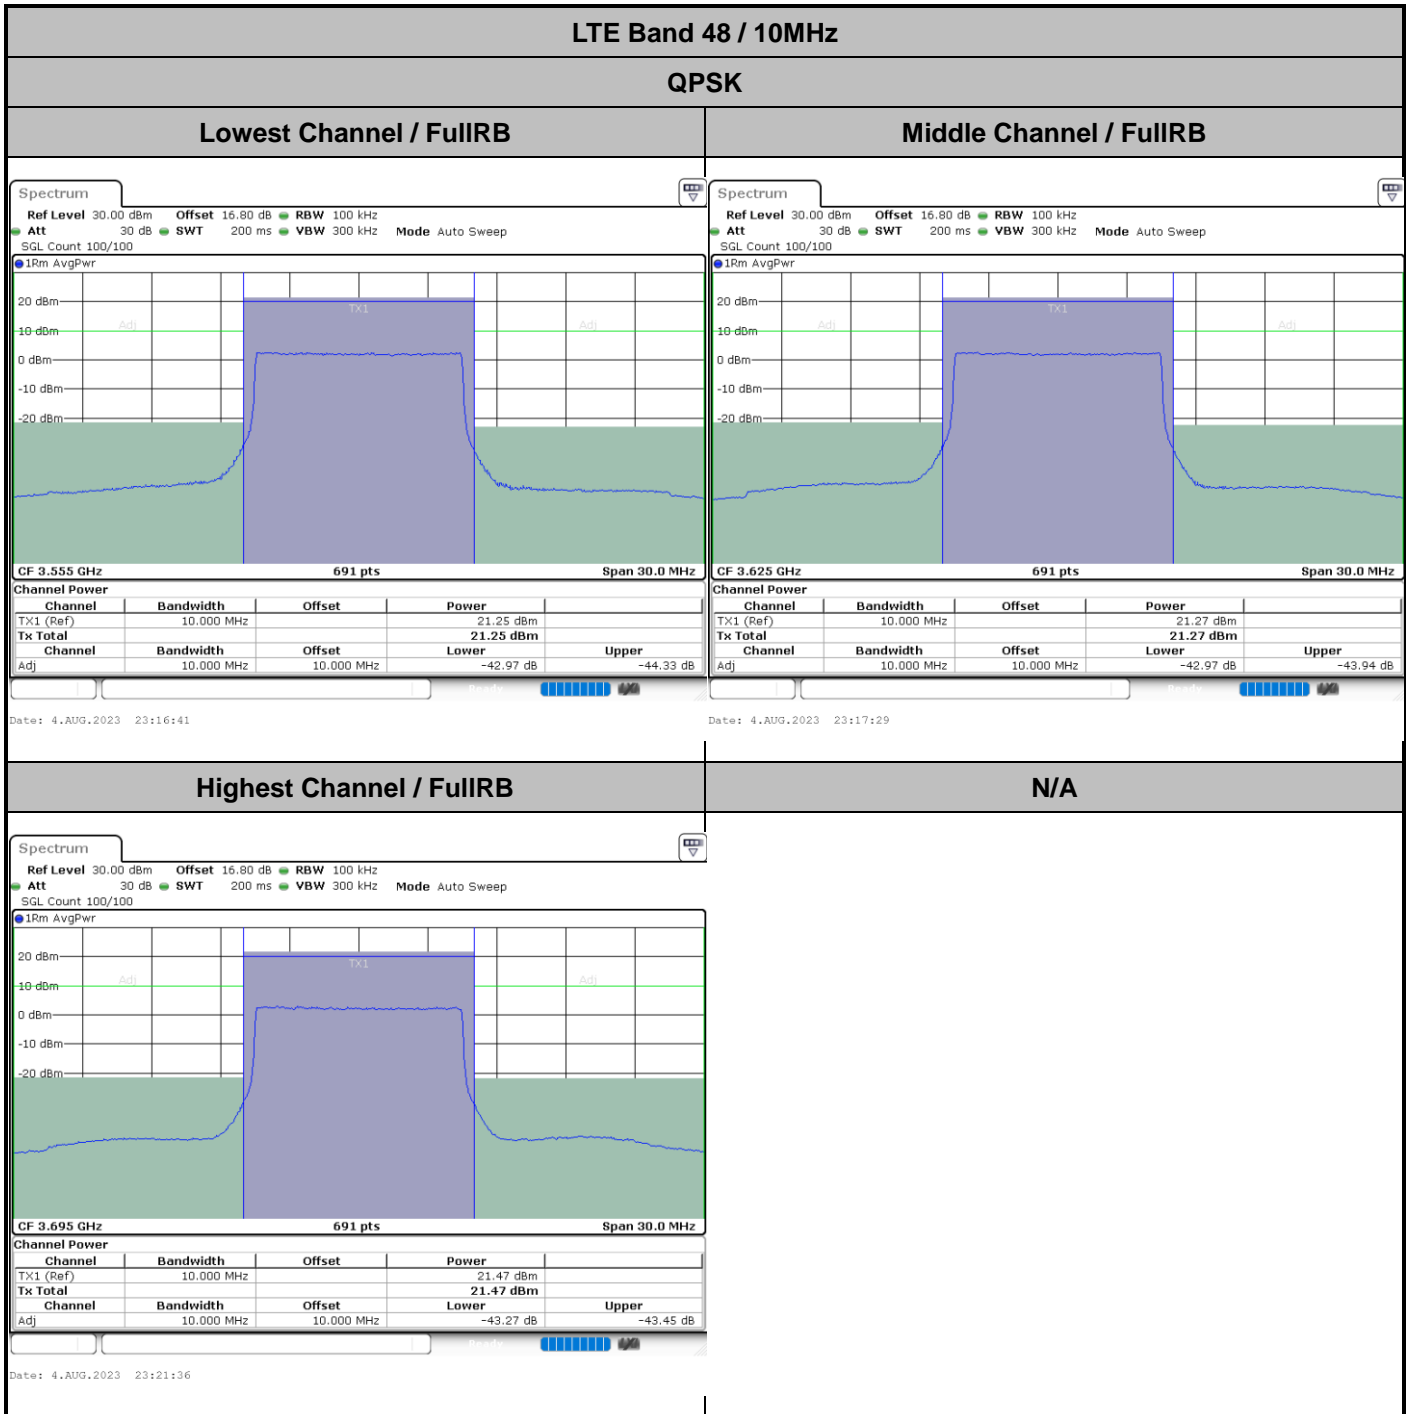 LTE Band 48 / 10MHz
QPSK
Lowest Channel / FullRB
Middle Channel / FullRB
Spectrum
Ref Level 30.00 dBm Offset 16.80 dB RBW 100 kHz
Att 30 dB SWT 200 ms VBW 300 kHz Mode Auto Sweep
SGL Count 100/100
1Rm AvgPwr
20 dBm
TX1
Adj
Adj
10 dBm
0 dBm
-10 dBm
-20 dBm
CF 3.555 GHz 691 pts Span 30.0 MHz
Channel Power
Channel Bandwidth Offset Power
TX1 (Ref) 10.000 MHz 21.25 dBm
Tx Total 21.25 dBm
Channel Bandwidth Offset Lower Upper
Adj 10.000 MHz 10.000 MHz -42.97 dB -44.33 dB
Ready
Date: 4.AUG.2023 23:16:41
Spectrum
Ref Level 30.00 dBm Offset 16.80 dB RBW 100 kHz
Att 30 dB SWT 200 ms VBW 300 kHz Mode Auto Sweep
SGL Count 100/100
1Rm AvgPwr
20 dBm
TX1
Adj
Adj
10 dBm
0 dBm
-10 dBm
-20 dBm
CF 3.625 GHz 691 pts Span 30.0 MHz
Channel Power
Channel Bandwidth Offset Power
TX1 (Ref) 10.000 MHz 21.27 dBm
Tx Total 21.27 dBm
Channel Bandwidth Offset Lower Upper
Adj 10.000 MHz 10.000 MHz -42.97 dB -43.94 dB
Ready
Date: 4.AUG.2023 23:17:29
Highest Channel / FullRB
N/A
Spectrum
Ref Level 30.00 dBm Offset 16.80 dB RBW 100 kHz
Att 30 dB SWT 200 ms VBW 300 kHz Mode Auto Sweep
SGL Count 100/100
1Rm AvgPwr
20 dBm
TX1
Adj
Adj
10 dBm
0 dBm
-10 dBm
-20 dBm
CF 3.695 GHz 691 pts Span 30.0 MHz
Channel Power
Channel Bandwidth Offset Power
TX1 (Ref) 10.000 MHz 21.47 dBm
Tx Total 21.47 dBm
Channel Bandwidth Offset Lower Upper
Adj 10.000 MHz 10.000 MHz -43.27 dB -43.45 dB
Ready
Date: 4.AUG.2023 23:21:36